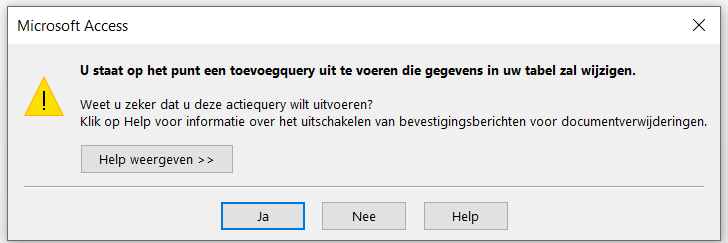 Microsoft Access
U staat op het punt een toevoegquery uit te voeren die gegevens in uw tabel zal wijzigen.
Weet u zeker dat u deze actiequery wilt uitvoeren?
Klik op Help voor informatie over het uitschakelen van bevestigingsberichten voor documentverwijderingen.
Help weergeven >>
Ja Nee Help